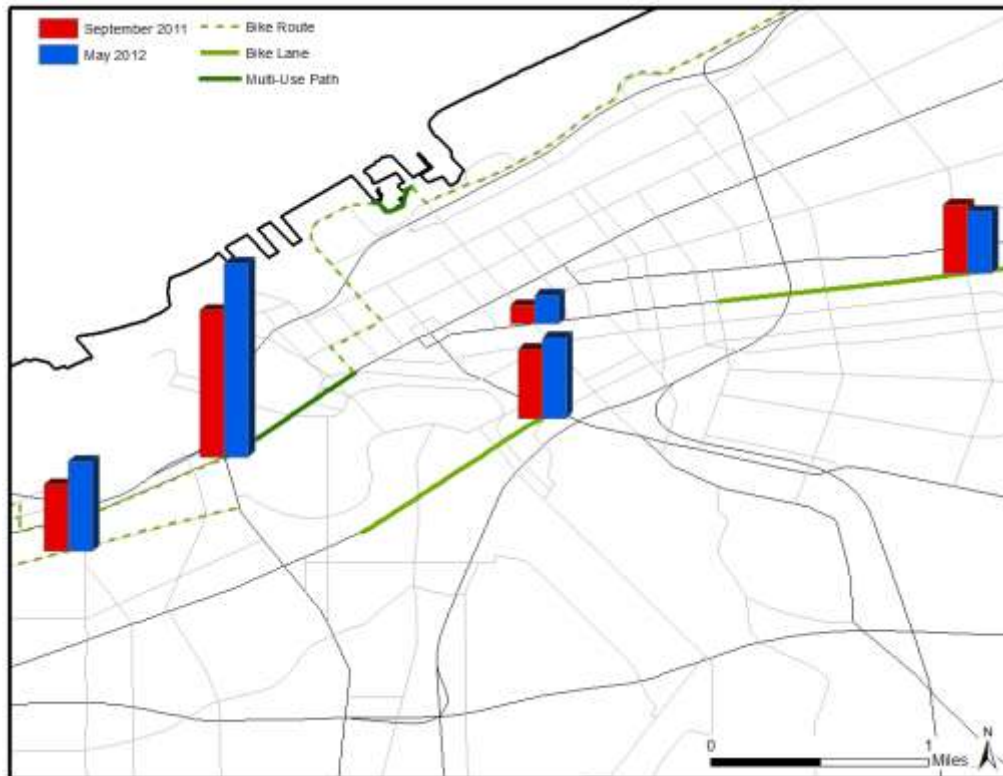 September 2011
May 2012
Bike Route
Bike Lane
Multi-Use Path
0 1
Miles
N